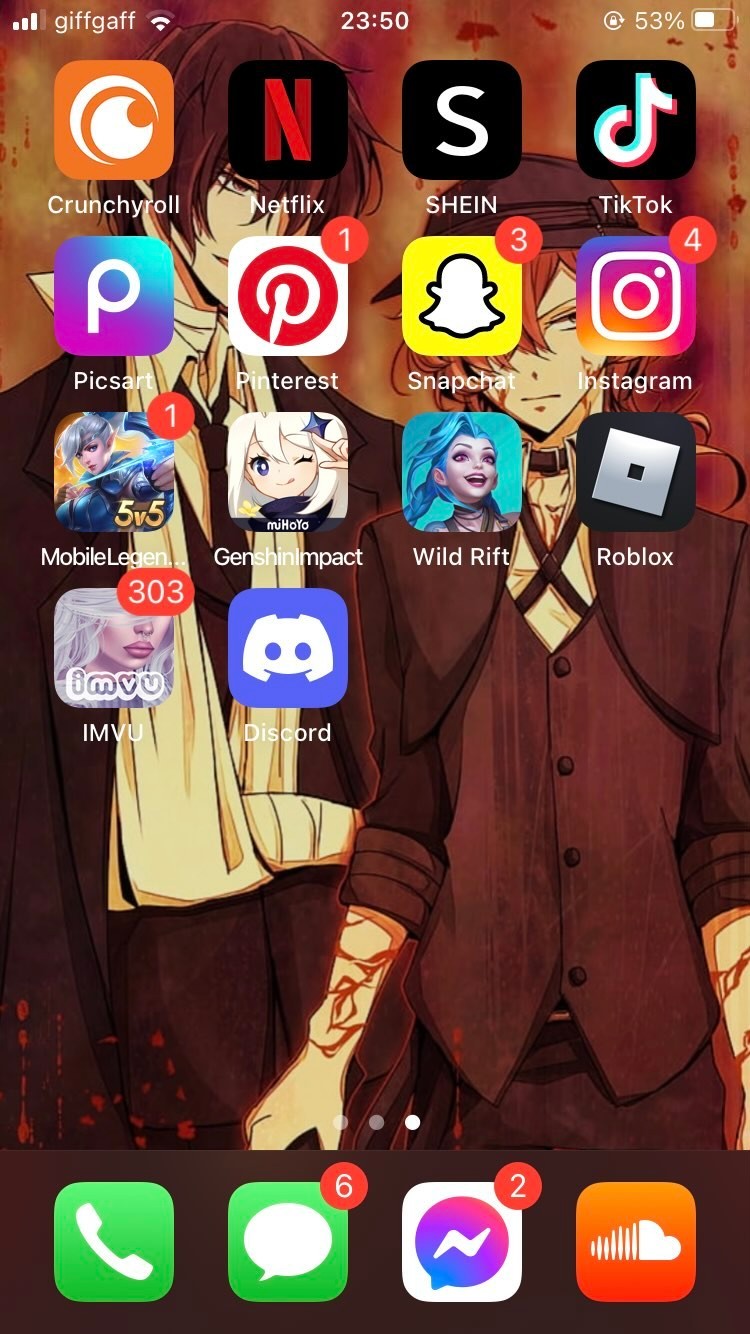 giffgaff 23:50 53%
S
Crunchyroll Netflix SHEIN TikTok
1 3 4
Picsart Pinterest Snapchat Instagram
1
5v5 miHoYo
MobileLegen... GenshinImpact Wild Rift Roblox
303
imvu
IMVU Discord
6 2